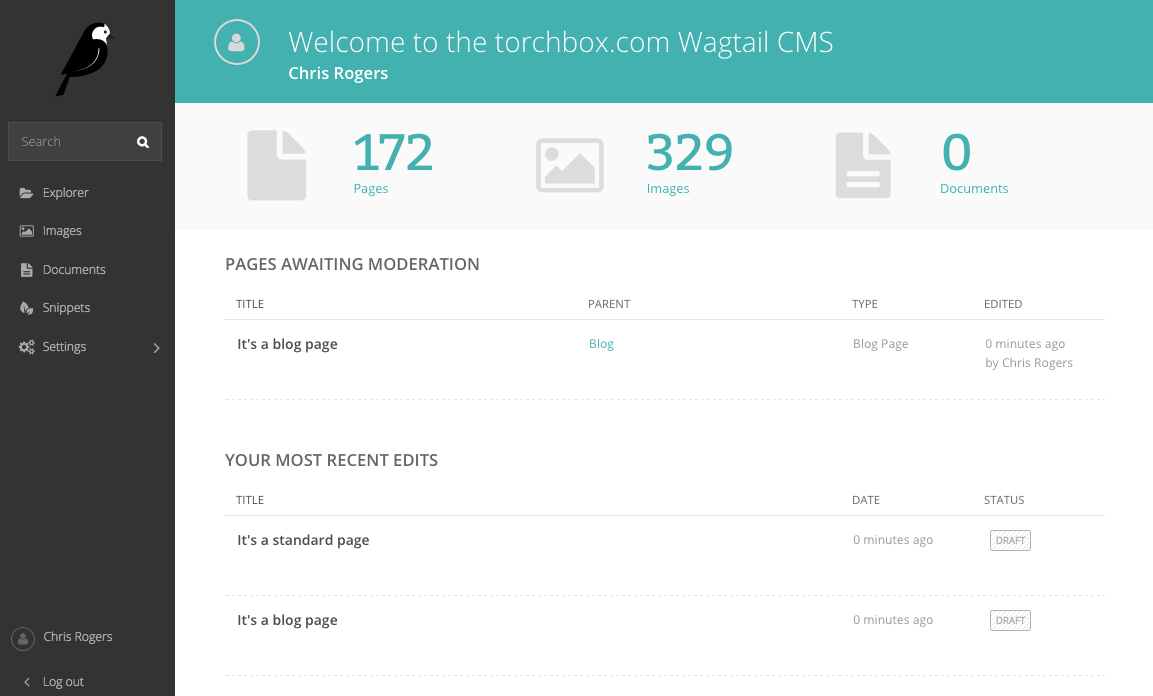 Search
Explorer
Images
Documents
Snippets
Settings
Chris Rogers
Log out
Welcome to the torchbox.com Wagtail CMS
Chris Rogers
172
Pages
329
Images
0
Documents
PAGES AWAITING MODERATION
TITLE PARENT TYPE EDITED
It's a blog page Blog Blog Page 0 minutes ago
by Chris Rogers
YOUR MOST RECENT EDITS
TITLE DATE STATUS
It's a standard page 0 minutes ago DRAFT
It's a blog page 0 minutes ago DRAFT